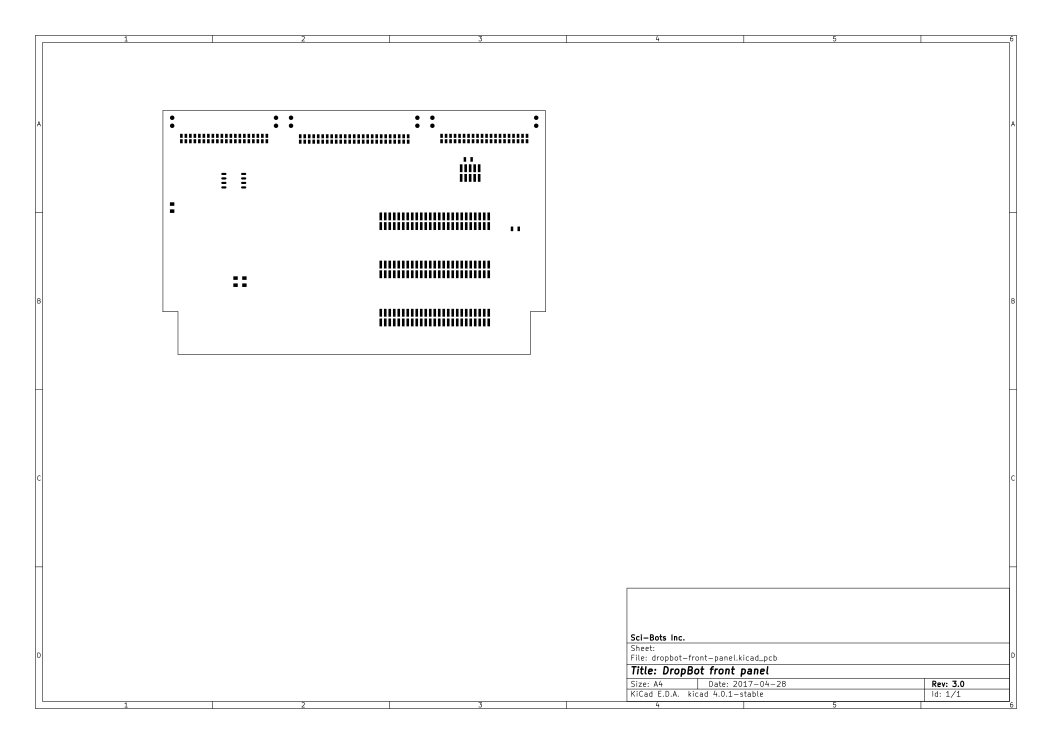 1 2 3 4 5 6
A A
B B
C C
D D
Sci-Bots Inc.
Sheet:
File: dropbot-front-panel.kicad_pcb
Title: DropBot front panel
Size: A4 Date: 2017-04-28 Rev: 3.0
KiCad E.D.A. kicad 4.0.1-stable Id: 1/1
1 2 3 4 5 6